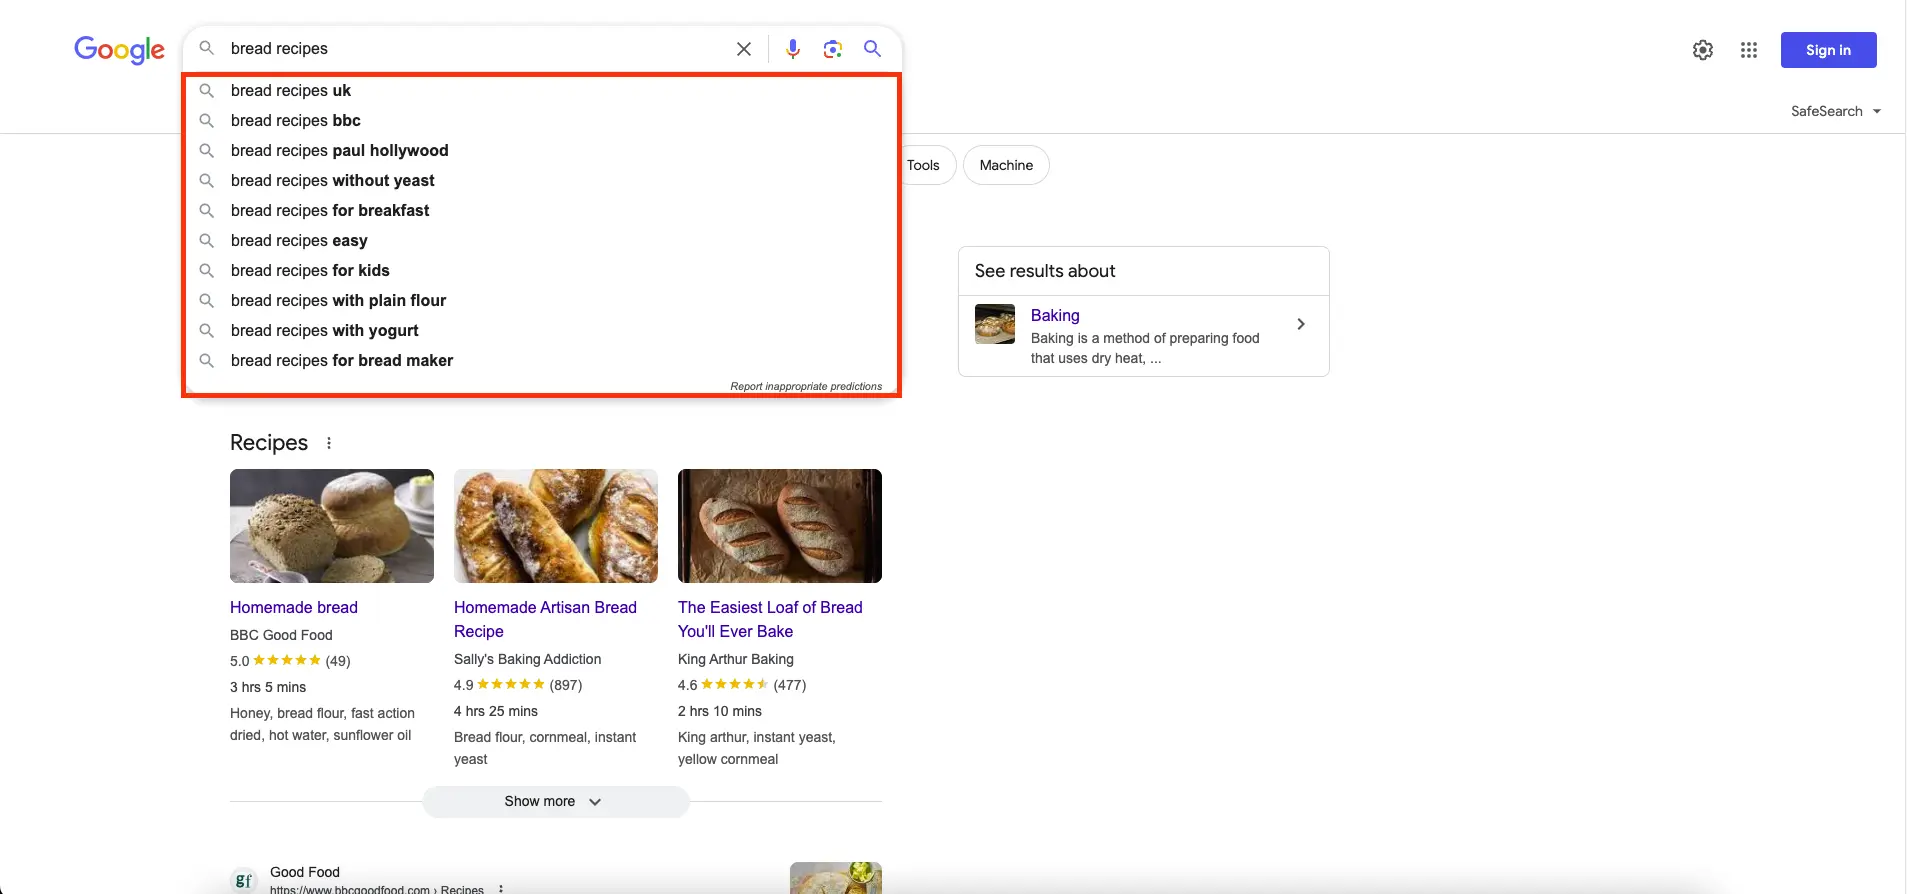 Google
bread recipes
Sign in
SafeSearch
bread recipes uk
bread recipes bbc
bread recipes paul hollywood
bread recipes without yeast
bread recipes for breakfast
bread recipes easy
bread recipes for kids
bread recipes with plain flour
bread recipes with yogurt
bread recipes for bread maker
Report inappropriate predictions
Tools
Machine
See results about
Baking
Baking is a method of preparing food
that uses dry heat, ...
Recipes
Homemade bread
BBC Good Food
5.0 (49)
3 hrs 5 mins
Honey, bread flour, fast action
dried, hot water, sunflower oil
Homemade Artisan Bread
Recipe
Sally's Baking Addiction
4.9 (897)
4 hrs 25 mins
Bread flour, cornmeal, instant
yeast
The Easiest Loaf of Bread
You'll Ever Bake
King Arthur Baking
4.6 (477)
2 hrs 10 mins
King arthur, instant yeast,
yellow cornmeal
Show more
gf
Good Food
https://www.bbcgoodfood.com › Recipes